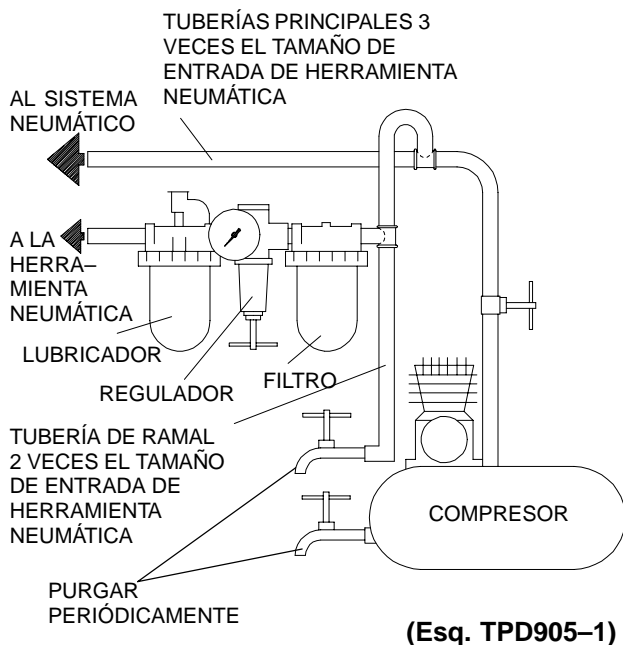 TUBERÍAS PRINCIPALES 3
VECES EL TAMAÑO DE
ENTRADA DE HERRAMIENTA
NEUMÁTICA
AL SISTEMA
NEUMÁTICO
A LA
HERRA–
MIENTA
NEUMÁTICA
LUBRICADOR
REGULADOR
FILTRO
TUBERÍA DE RAMAL
2 VECES EL TAMAÑO
DE ENTRADA DE
HERRAMIENTA
NEUMÁTICA
COMPRESOR
PURGAR
PERIÓDICAMENTE
(Esq. TPD905–1)